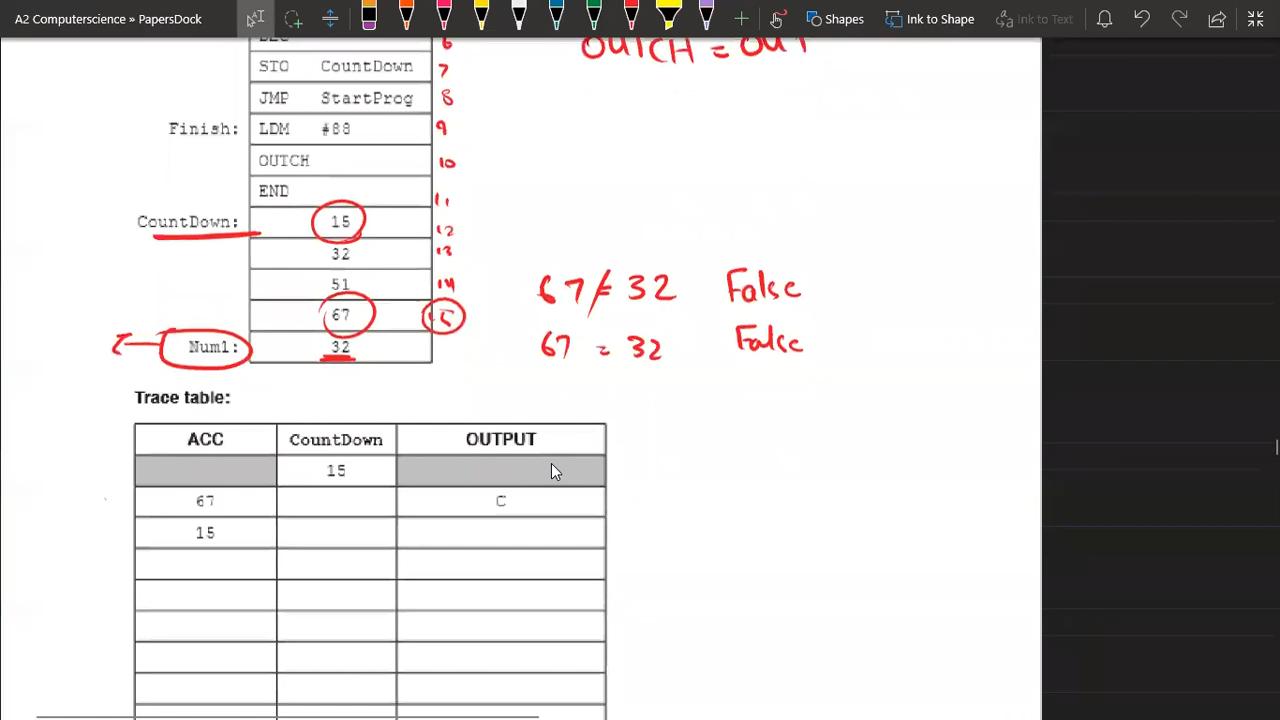 A2 Computerscience » PapersDock
Shapes
Ink to Shape
Ink to Text
6
OUTCH = OUT
STO CountDown 7
JMP StartProg 8
Finish: LDM #88 9
OUTCH 10
END 11
CountDown: 15 12
32 13
51 14
67 15
Num1: 32
67 = 32 False
67 = 32 False
Trace table:
ACC CountDown OUTPUT
15
67 C
15